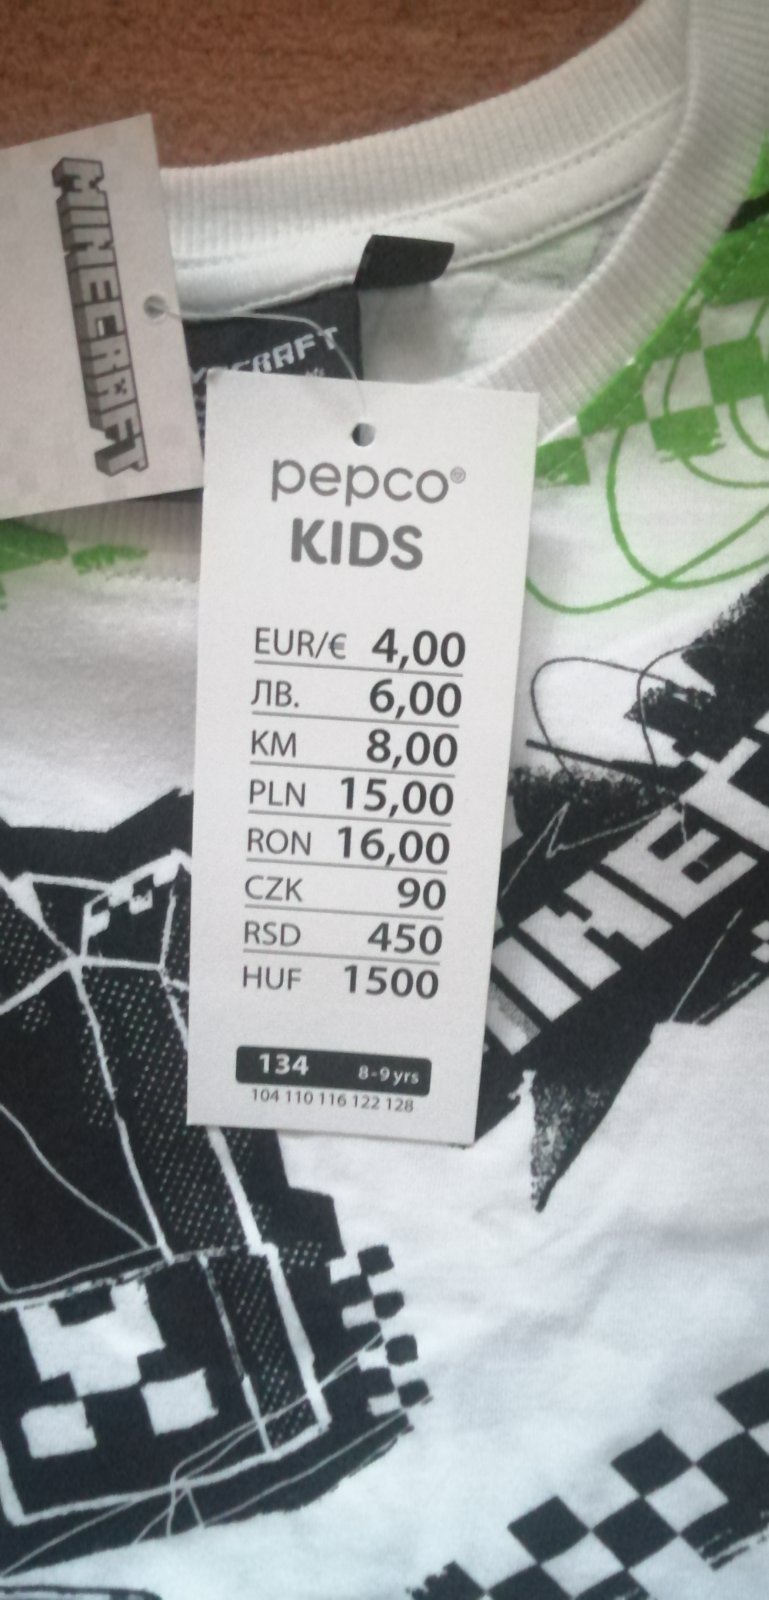 MINECRAFT
CRAFT
pepco®
KIDS
EUR/€ 4,00
ЛВ. 6,00
KM 8,00
PLN 15,00
RON 16,00
CZK 90
RSD 450
HUF 1500
134 8-9 yrs
104 110 116 122 128